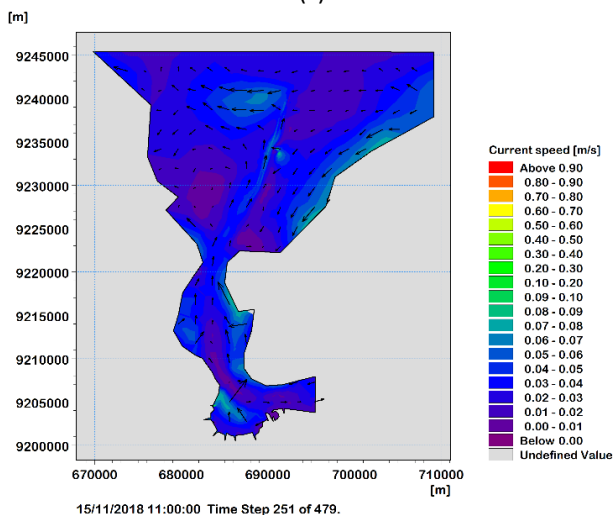 [m]
9245000
9240000
9235000
9230000
9225000
9220000
9215000
9210000
9205000
9200000
670000 680000 690000 700000 710000
[m]
15/11/2018 11:00:00 Time Step 251 of 479.
Current speed [m/s]
Above 0.90
0.80 - 0.90
0.70 - 0.80
0.60 - 0.70
0.50 - 0.60
0.40 - 0.50
0.30 - 0.40
0.20 - 0.30
0.10 - 0.20
0.09 - 0.10
0.08 - 0.09
0.07 - 0.08
0.06 - 0.07
0.05 - 0.06
0.04 - 0.05
0.03 - 0.04
0.02 - 0.03
0.01 - 0.02
0.00 - 0.01
Below 0.00
Undefined Value